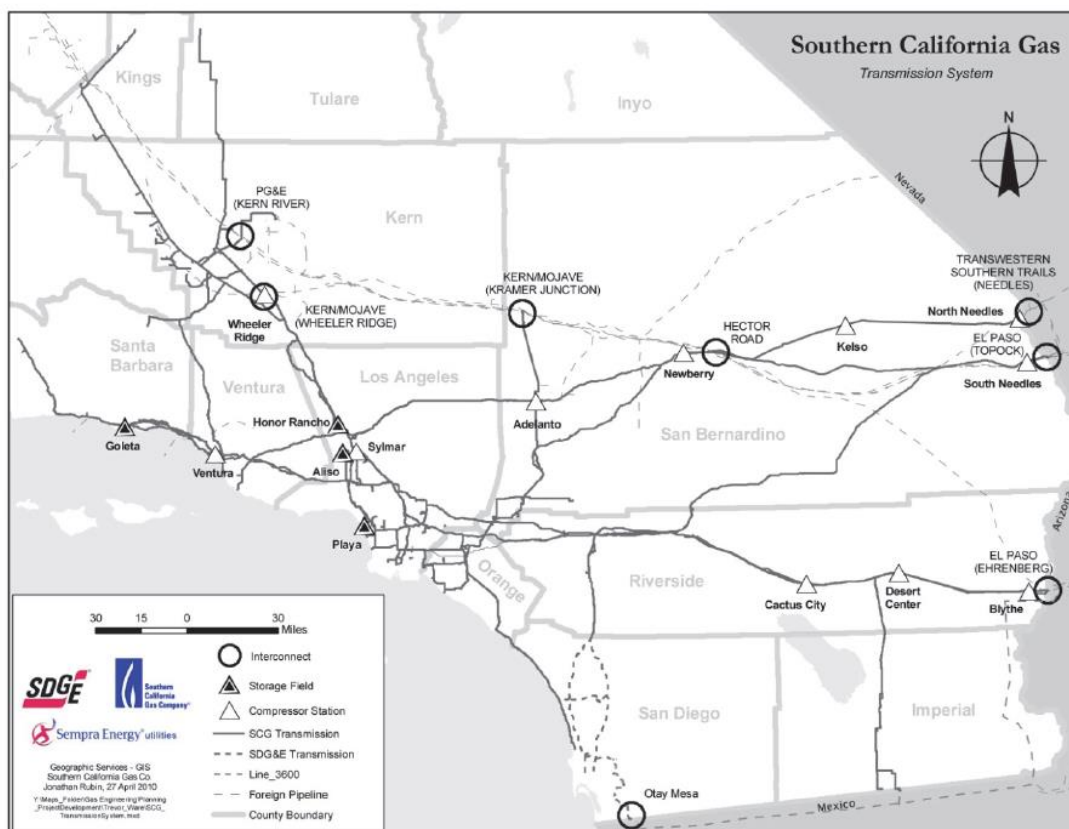 Southern California Gas
Transmission System
N
Kings
Tulare
Inyo
Nevada
PG&E
(KERN RIVER)
Kern
KERN/MOJAVE
(KRAMER JUNCTION)
TRANSWESTERN
SOUTHERN TRAILS
(NEEDLES)
KERN/MOJAVE
(WHEELER RIDGE)
Wheeler
Ridge
North Needles
HECTOR
ROAD
Kelso
EL PASO
(TOPOCK)
Santa
Barbara
Ventura
Los Angeles
Newberry
South Needles
Honor Rancho
Adelanto
San Bernardino
Goleta
Ventura
Aliso
Sylmar
Arizona
Playa
Orange
Riverside
EL PASO
(EHRENBERG)
Cactus City
Desert
Center
Blythe
San Diego
Imperial
Otay Mesa
Mexico
30 15 0 30
Miles
Interconnect
Storage Field
Compressor Station
SCG Transmission
SDG&E Transmission
Line_3600
Foreign Pipeline
County Boundary
SDGE
Southern
California
Gas Company
Sempra Energy utilities
Geographic Services - GIS
Southern California Gas Co.
Jonathan Rubin, 27 April 2010